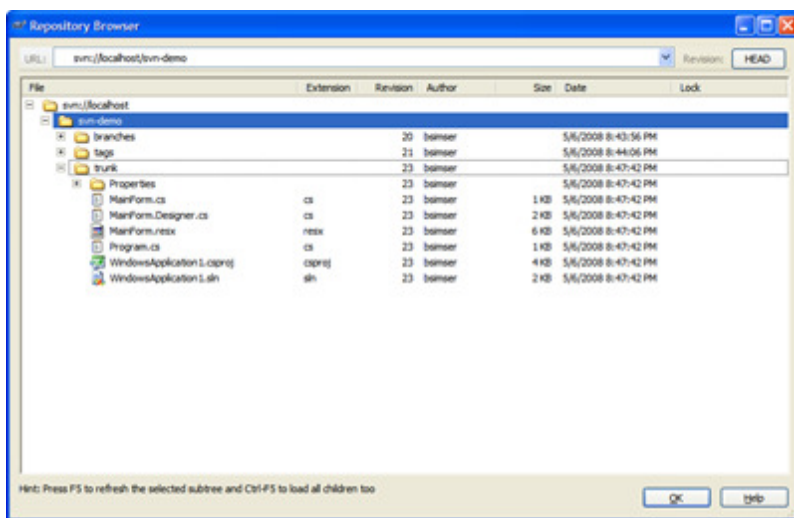 Repository Browser
URL: svn://localhost/svn-demo Revision: HEAD
File Extension Revision Author Size Date Lock
svn://localhost
svn-demo
branches 20 bsimser 5/6/2008 8:43:56 PM
tags 21 bsimser 5/6/2008 8:44:06 PM
trunk 23 bsimser 5/6/2008 8:47:42 PM
Properties 23 bsimser 5/6/2008 8:47:42 PM
MainForm.cs cs 23 bsimser 1 KB 5/6/2008 8:47:42 PM
MainForm.Designer.cs cs 23 bsimser 2 KB 5/6/2008 8:47:42 PM
MainForm.resx resx 23 bsimser 6 KB 5/6/2008 8:47:42 PM
Program.cs cs 23 bsimser 1 KB 5/6/2008 8:47:42 PM
WindowsApplication1.csproj csproj 23 bsimser 4 KB 5/6/2008 8:47:42 PM
WindowsApplication1.sln sln 23 bsimser 2 KB 5/6/2008 8:47:42 PM
Hint: Press F5 to refresh the selected subtree and Ctrl-F5 to load all children too
OK Help